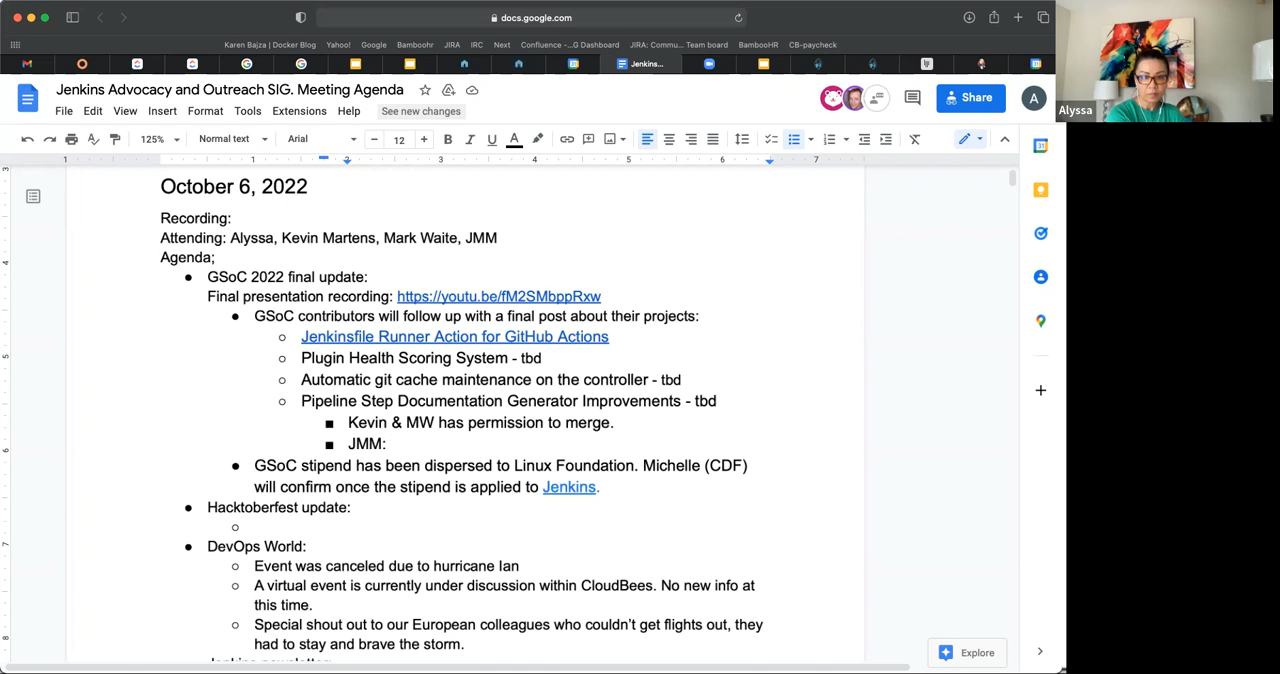 docs.google.com
Karen Bajza | Docker Blog Yahoo! Google Bamboohr JIRA IRC Next Confluence -...G Dashboard JIRA: Commu... Team board BambooHR CB-paycheck
Jenkins...
Jenkins Advocacy and Outreach SIG. Meeting Agenda
File Edit View Insert Format Tools Extensions Help See new changes
Share
A
Alyssa
125% Normal text Arial 12
1 1 2 3 4 5 6 7
October 6, 2022
Recording:
Attending: Alyssa, Kevin Martens, Mark Waite, JMM
Agenda;
GSoC 2022 final update:
Final presentation recording: https://youtu.be/fM2SMbppRxw
GSoC contributors will follow up with a final post about their projects:
Jenkinsfile Runner Action for GitHub Actions
Plugin Health Scoring System - tbd
Automatic git cache maintenance on the controller - tbd
Pipeline Step Documentation Generator Improvements - tbd
Kevin & MW has permission to merge.
JMM:
GSoC stipend has been dispersed to Linux Foundation. Michelle (CDF)
will confirm once the stipend is applied to Jenkins.
Hacktoberfest update:
DevOps World:
Event was canceled due to hurricane Ian
A virtual event is currently under discussion within CloudBees. No new info at
this time.
Special shout out to our European colleagues who couldn't get flights out, they
had to stay and brave the storm.
Explore